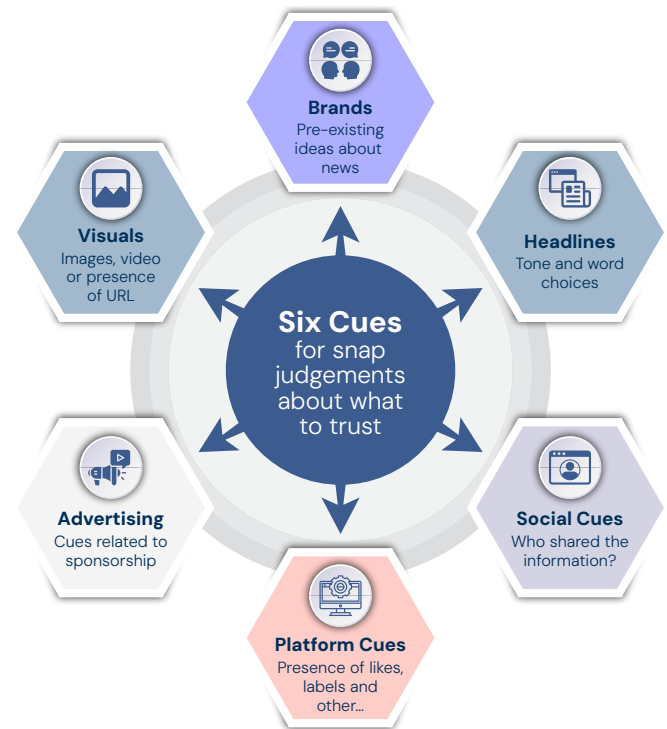 Brands
Pre-existing
ideas about
news
Visuals
Images, video
or presence
of URL
Headlines
Tone and word
choices
Six Cues
for snap
judgements
about what
to trust
Advertising
Cues related to
sponsorship
Social Cues
Who shared the
information?
Platform Cues
Presence of likes,
labels and
other...